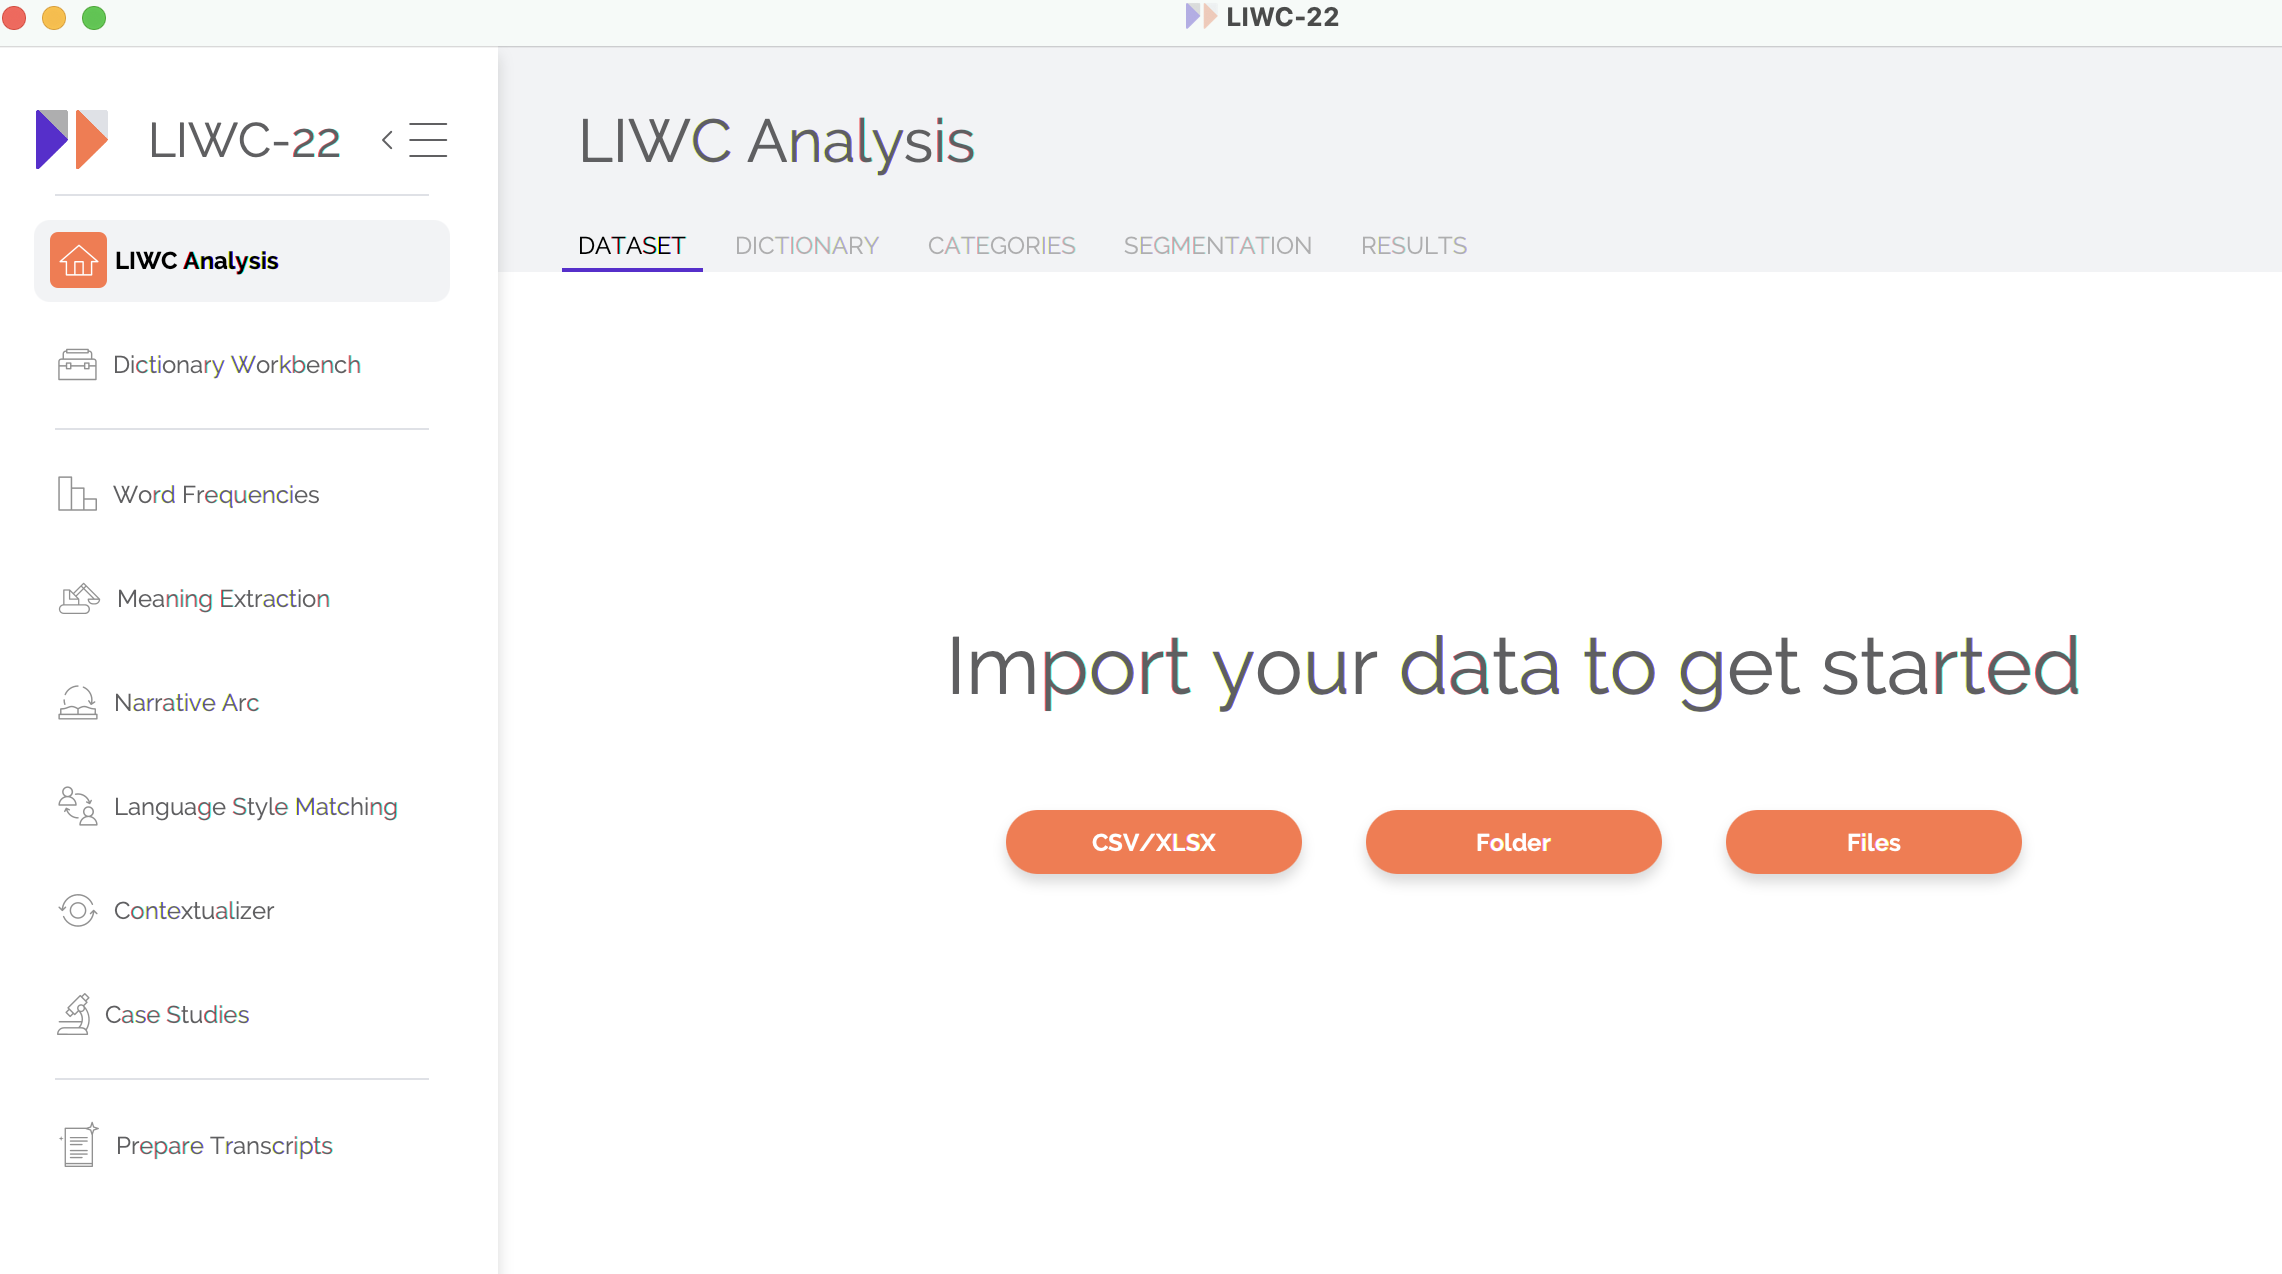 LIWC-22
LIWC-22
LIWC Analysis
Dictionary Workbench
Word Frequencies
Meaning Extraction
Narrative Arc
Language Style Matching
Contextualizer
Case Studies
Prepare Transcripts
LIWC Analysis
DATASET DICTIONARY CATEGORIES SEGMENTATION RESULTS
Import your data to get started
CSV/XLSX Folder Files